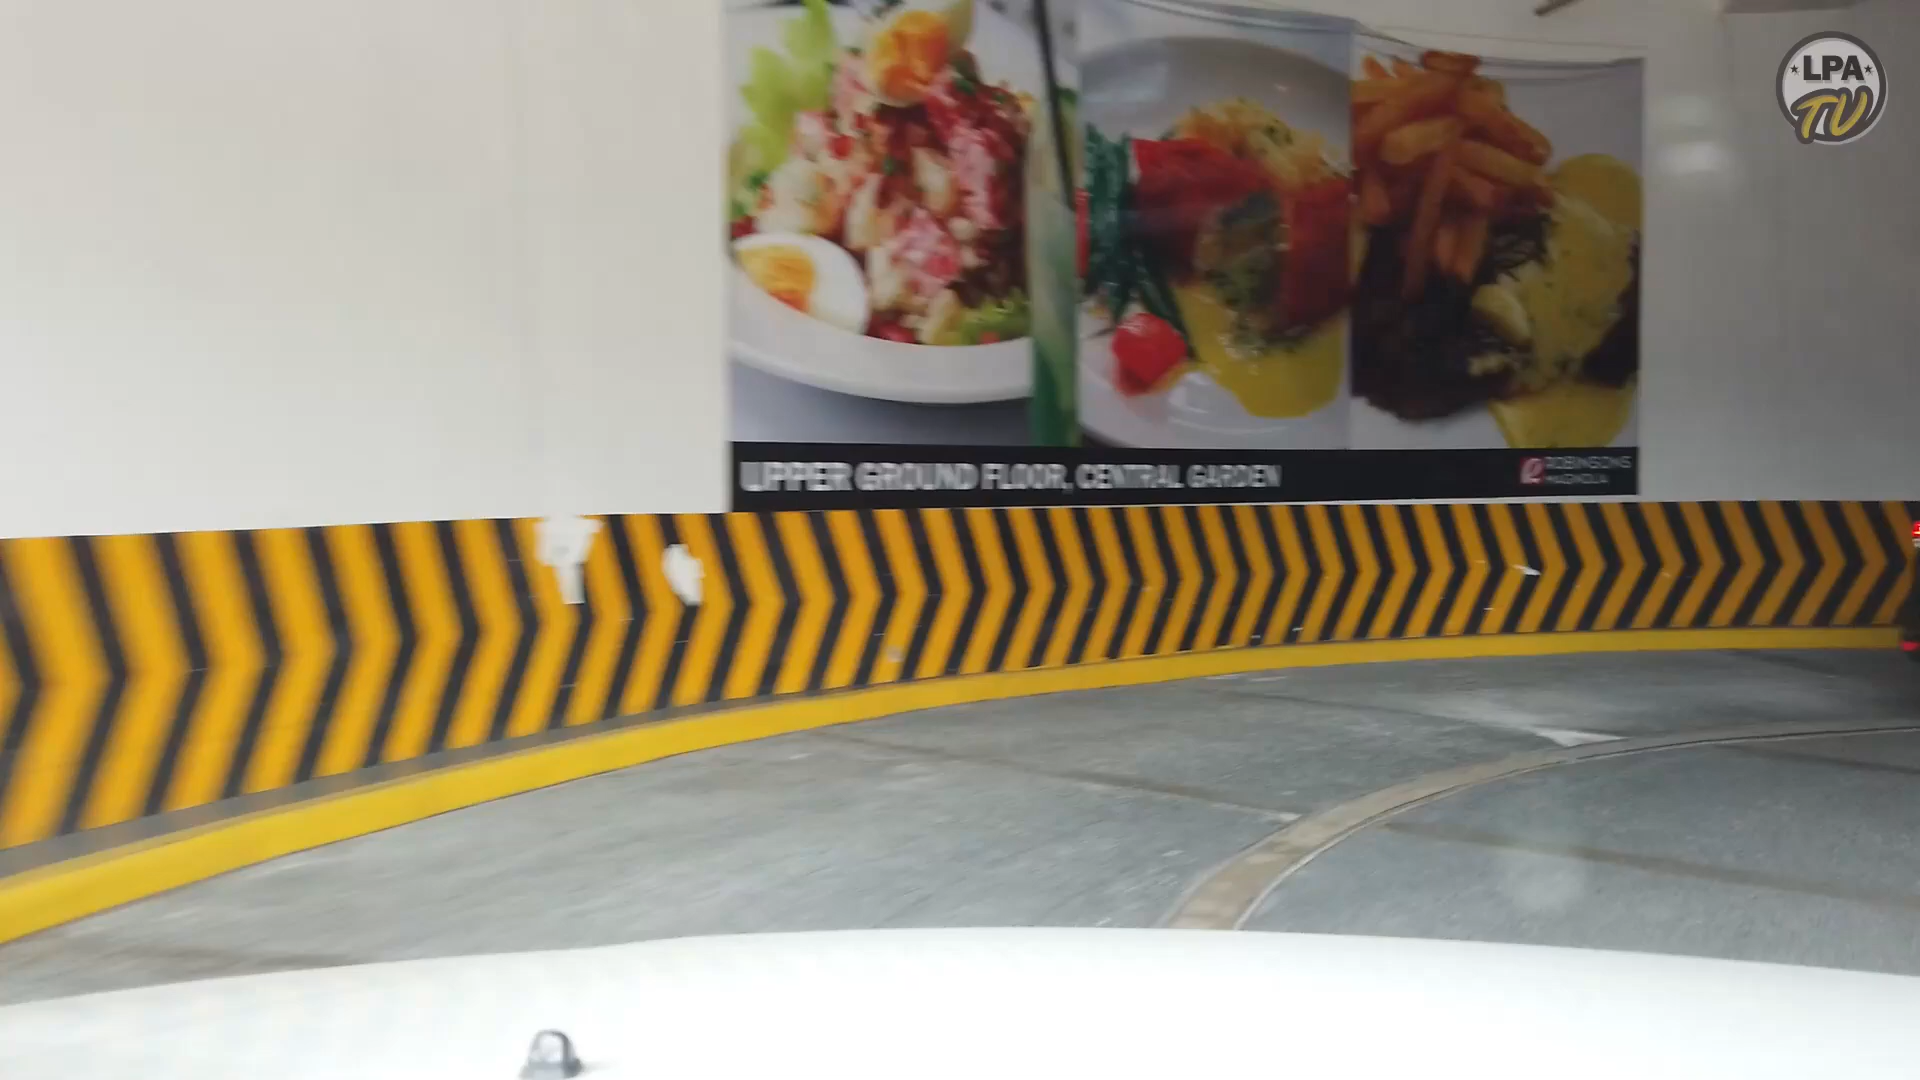 LPA
TV
UPPER GROUND FLOOR, CENTRAL GARDEN
ROBINSONS
MAGNOLIA